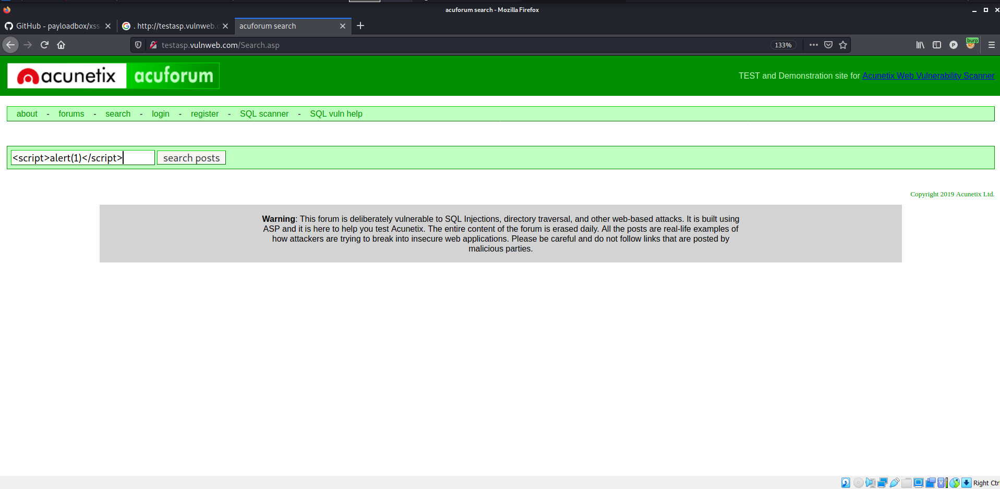 acuforum search - Mozilla Firefox
GitHub - payloadbox/xss
. http://testasp.vulnweb.c
acuforum search
testasp.vulnweb.com/Search.asp
133%
burp
P
acunetix acuforum
TEST and Demonstration site for Acunetix Web Vulnerability Scanner
about - forums - search - login - register - SQL scanner - SQL vuln help
<script>alert(1)</script>
search posts
Copyright 2019 Acunetix Ltd.
Warning: This forum is deliberately vulnerable to SQL Injections, directory traversal, and other web-based attacks. It is built using
ASP and it is here to help you test Acunetix. The entire content of the forum is erased daily. All the posts are real-life examples of
how attackers are trying to break into insecure web applications. Please be careful and do not follow links that are posted by
malicious parties.
Right Ctr